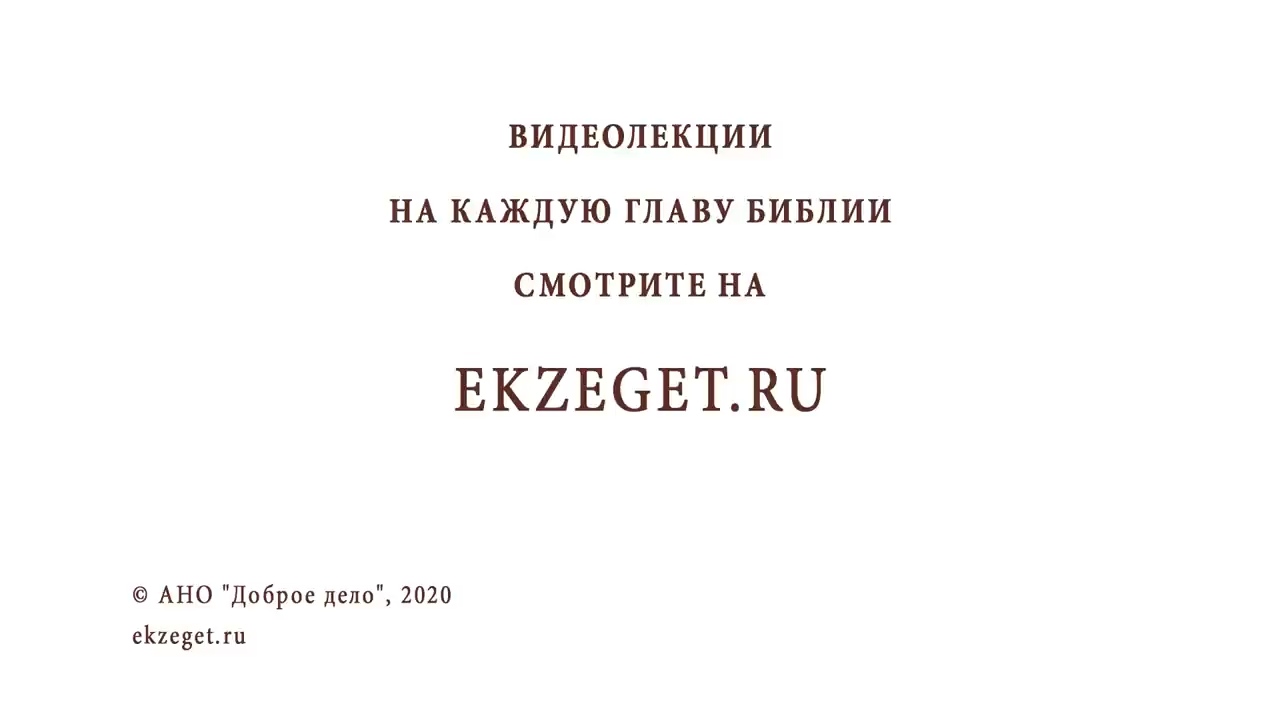 ВИДЕОЛЕКЦИИ
НА КАЖДУЮ ГЛАВУ БИБЛИИ
СМОТРИТЕ НА
EKZEGET.RU
© АНО "Доброе дело", 2020
ekzeget.ru